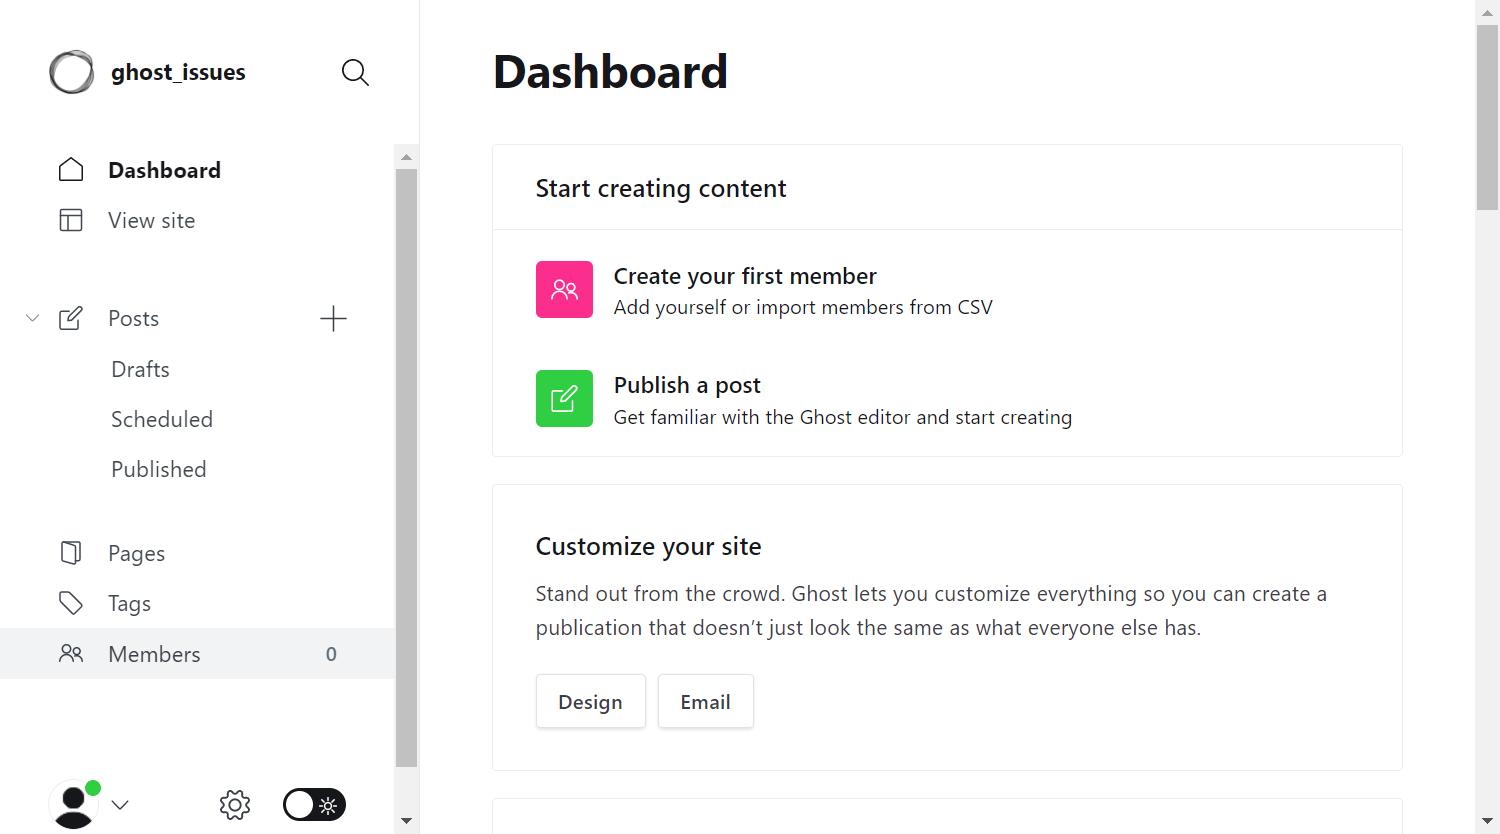 ghost_issues
Dashboard
View site
Posts
Drafts
Scheduled
Published
Pages
Tags
Members 0
Dashboard
Start creating content
Create your first member
Add yourself or import members from CSV
Publish a post
Get familiar with the Ghost editor and start creating
Customize your site
Stand out from the crowd. Ghost lets you customize everything so you can create a
publication that doesn’t just look the same as what everyone else has.
Design Email